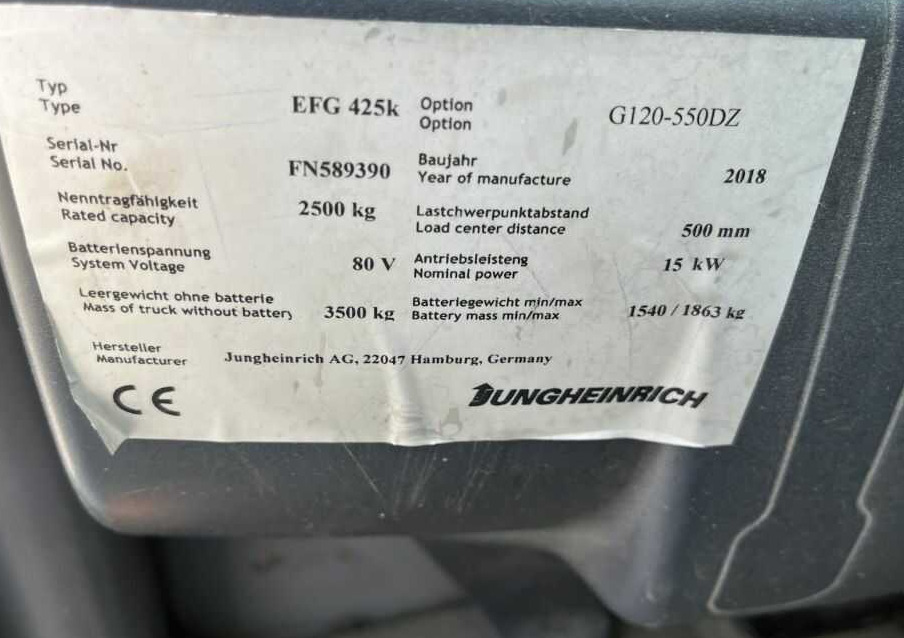 Typ
Type EFG 425k
Option
Option G120-550DZ
Serial-Nr
Serial No. FN589390
Baujahr
Year of manufacture 2018
Nenntragfähigkeit
Rated capacity 2500 kg
Lastchwerpunktabstand
Load center distance 500 mm
Batterienspannung
System Voltage 80 V
Antriebsleisteng
Nominal power 15 kW
Leergewicht ohne batterie
Mass of truck without battery 3500 kg
Batteriegewicht min/max
Battery mass min/max 1540 / 1863 kg
Hersteller
Manufacturer Jungheinrich AG, 22047 Hamburg, Germany
CE
JUNGHEINRICH